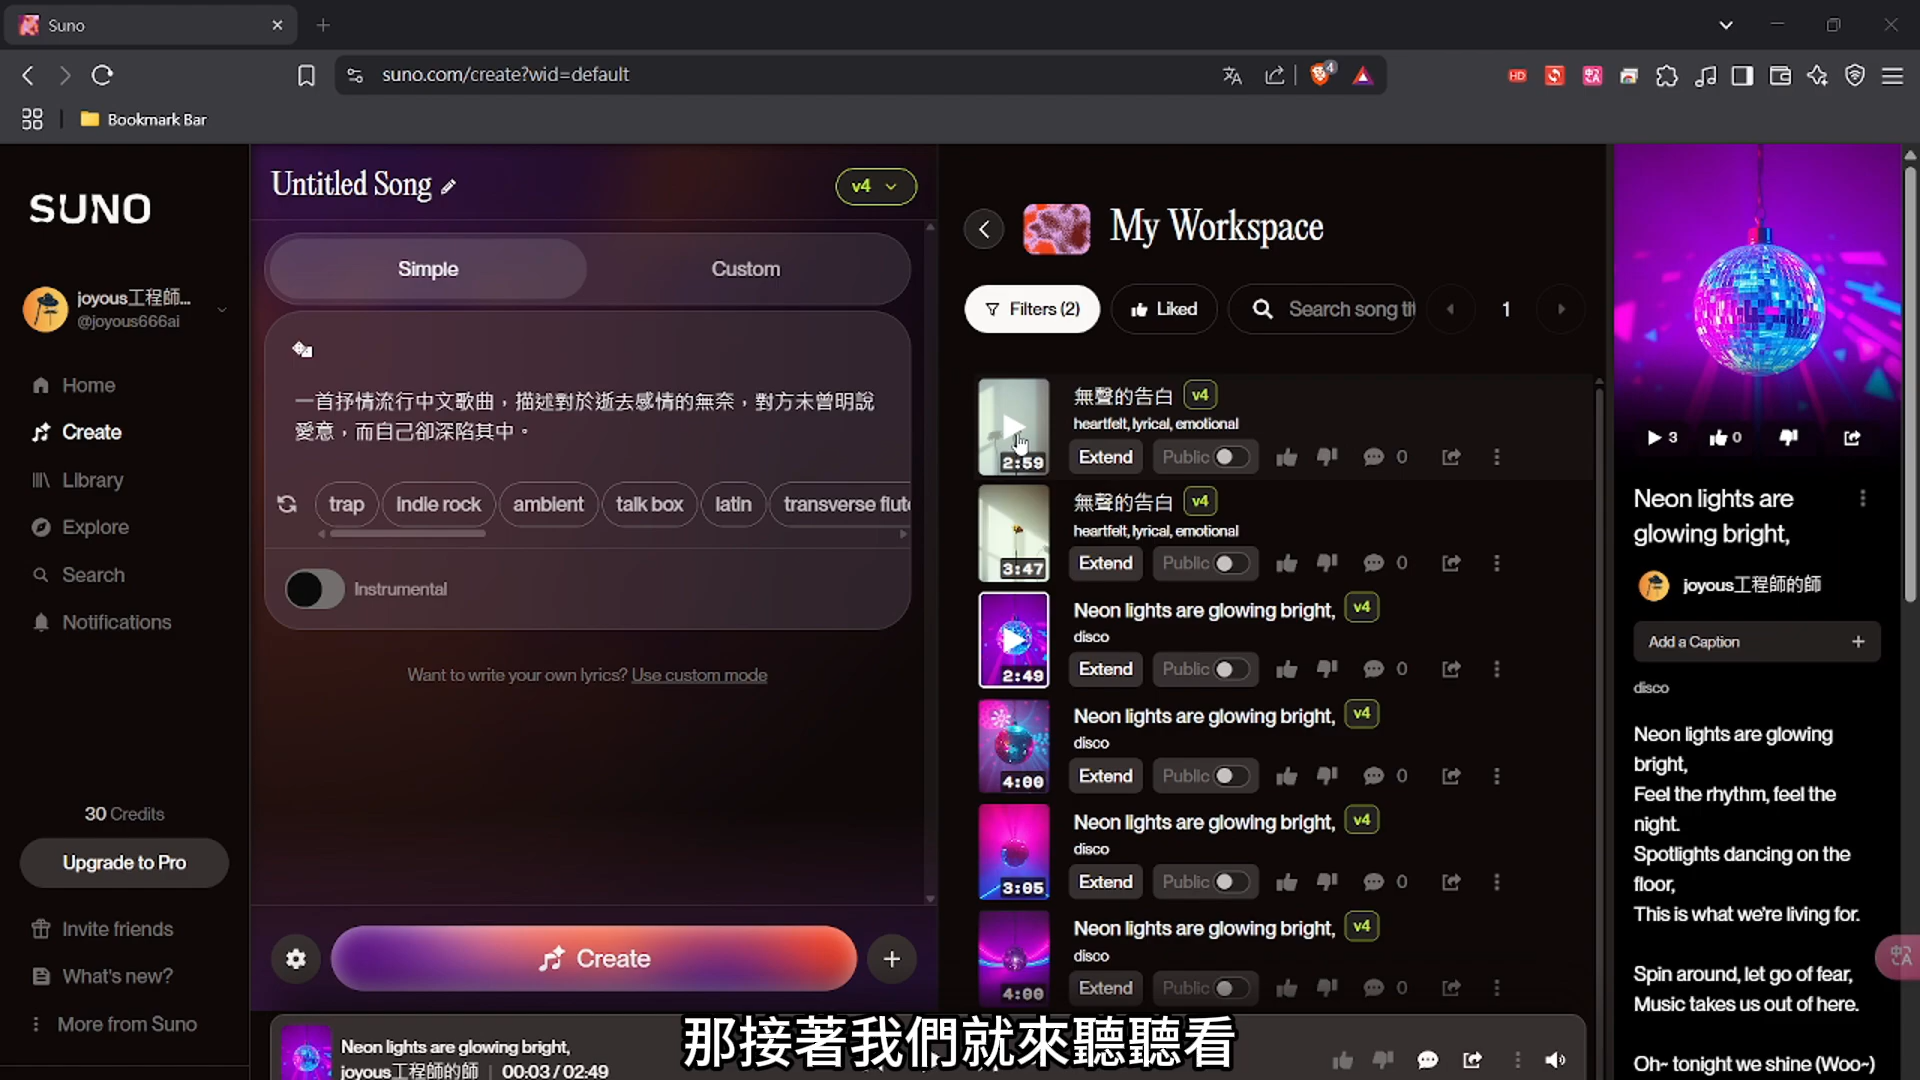 Suno
suno.com/create?wid=default
4
HD
Bookmark Bar
SUNO
joyous工程師...
@joyous666ai
Home
Create
Library
Explore
Search
Notifications
30 Credits
Upgrade to Pro
Invite friends
What's new?
More from Suno
Untitled Song
v4
Simple
Custom
一首抒情流行中文歌曲，描述對於逝去感情的無奈，對方未曾明說
愛意，而自己卻深陷其中。
trap
indie rock
ambient
talk box
latin
transverse flute
Instrumental
Want to write your own lyrics? Use custom mode
Create
My Workspace
Filters (2)
Liked
Search song tit
1
無聲的告白 v4
heartfelt, lyrical, emotional
2:59
Extend Public 0
無聲的告白 v4
heartfelt, lyrical, emotional
3:47
Extend Public 0
Neon lights are glowing bright, v4
disco
2:49
Extend Public 0
Neon lights are glowing bright, v4
disco
4:00
Extend Public 0
Neon lights are glowing bright, v4
disco
3:05
Extend Public 0
Neon lights are glowing bright, v4
disco
4:00
Extend Public 0
3
0
Neon lights are
glowing bright,
joyous工程師的師
Add a Caption
disco
Neon lights are glowing
bright,
Feel the rhythm, feel the
night.
Spotlights dancing on the
floor,
This is what we're living for.
Spin around, let go of fear,
Music takes us out of here.
Oh~ tonight we shine (Woo~)
Neon lights are glowing bright,
joyous工程師的師 | 00:03 / 02:49
那接著我們就來聽聽看